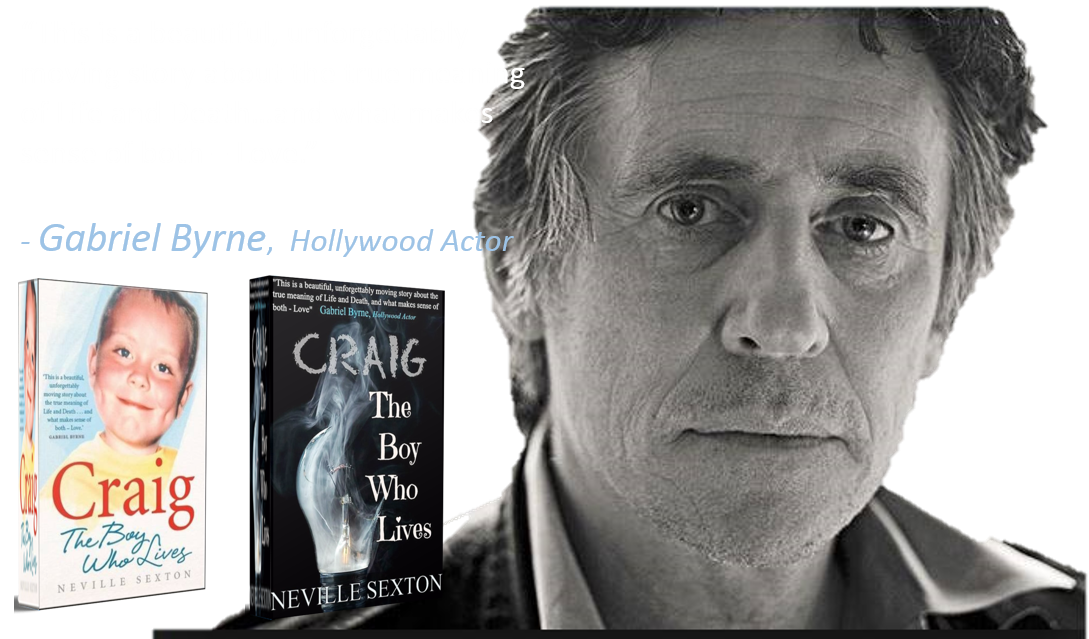 g
s
- Gabriel Byrne, Hollywood Actor
"This is a beautiful,
unforgettably
moving story about
the true meaning of
Life and Death . . . . and
what makes sense of
both – Love."
GABRIEL BYRNE
Craig
The Boy
Who Lives
NEVILLE SEXTON
"This is a beautiful, unforgettably moving story about the
true meaning of Life and Death, and what makes sense of
both - Love" Gabriel Byrne, Hollywood Actor
CRAIG
The
Boy
Who
Lives
NEVILLE SEXTON
Craig